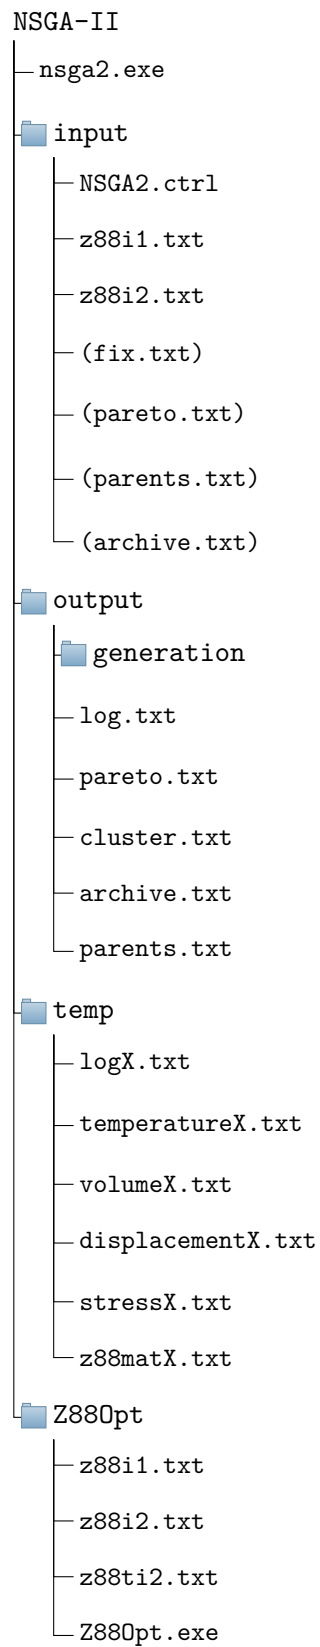 NSGA-II
nsga2.exe
input
NSGA2.ctrl
z88i1.txt
z88i2.txt
(fix.txt)
(pareto.txt)
(parents.txt)
(archive.txt)
output
generation
log.txt
pareto.txt
cluster.txt
archive.txt
parents.txt
temp
logX.txt
temperatureX.txt
volumeX.txt
displacementX.txt
stressX.txt
z88matX.txt
Z88Opt
z88i1.txt
z88i2.txt
z88ti2.txt
Z88Opt.exe